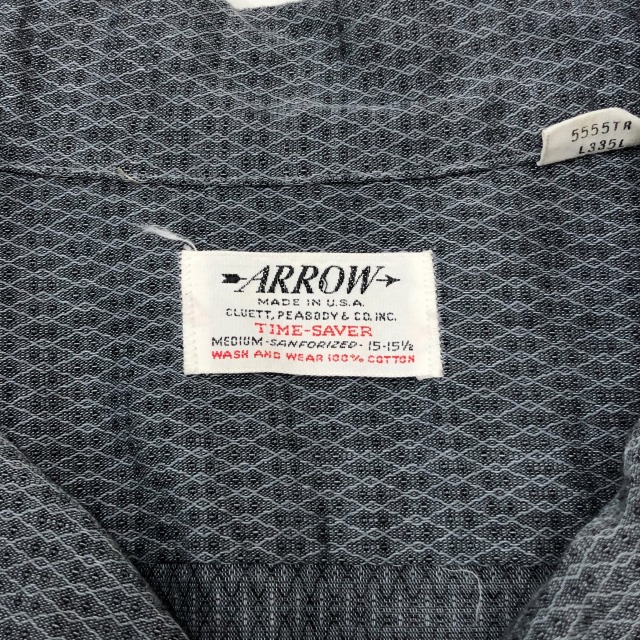 5555TR
L335L
ARROW
MADE IN U.S.A.
CLUETT, PEABODY & CO. INC.
TIME-SAVER
MEDIUM-SANFORIZED-15-15½
WASH AND WEAR 100% COTTON